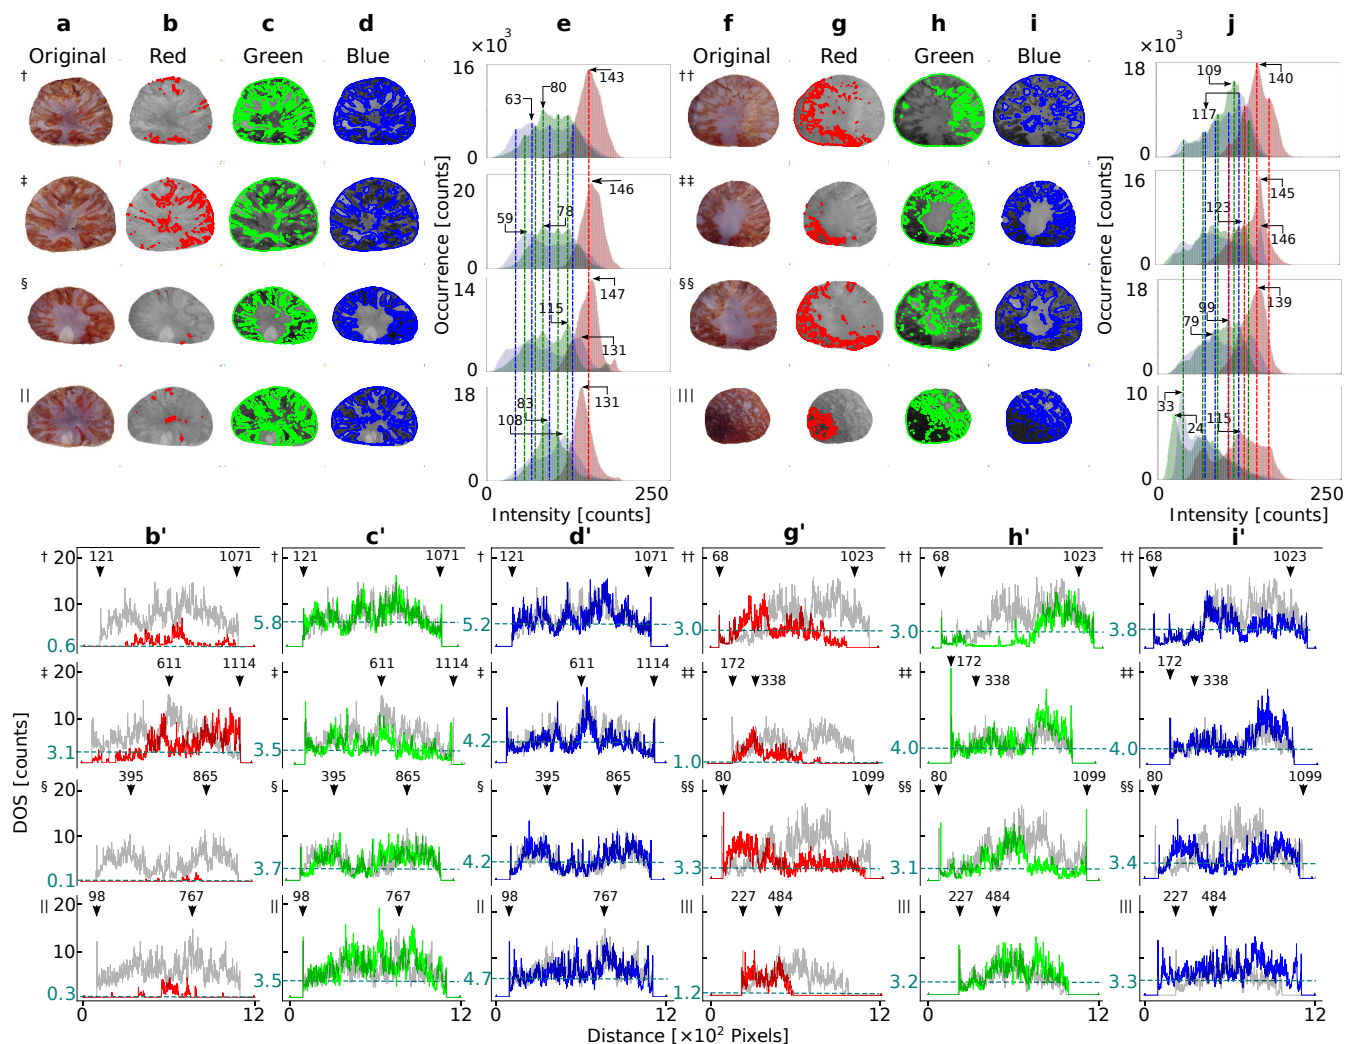 a b c d e f g h i j
Original Red Green Blue ×10³ Original Red Green Blue ×10³
† 16 143 80 63 0
†† 18 109 140 117 0
‡ 20 146 59 78 0
‡‡ 16 145 123 146 0
§ 14 147 115 131 0
§§ 18 139 99 79 0
|| 18 131 83 108 0
||| 10 33 24 115 0
Occurrence [counts]
Occurrence [counts]
0 250
0 250
Intensity [counts] Intensity [counts]
b' c' d' g' h' i'
† 20 10 121 1071 0.6
† 121 1071 5.8
† 121 1071 5.2
†† 68 1023 3.0
†† 68 1023 3.0
†† 68 1023 3.8
‡ 20 10 611 1114 3.1
‡ 611 1114 3.5
‡ 611 1114 4.2
‡‡ 172 338 1.0
‡‡ 172 338 4.0
‡‡ 172 338 4.0
§ 20 10 395 865 0.1
§ 395 865 3.7
§ 395 865 4.2
§§ 80 1099 3.3
§§ 80 1099 3.1
§§ 80 1099 3.4
|| 20 10 98 767 0.3
|| 98 767 3.5
|| 98 767 4.7
||| 227 484 1.2
||| 227 484 3.2
||| 227 484 3.3
DOS [counts]
0 12 0 12 0 12 0 12 0 12 0 12
Distance [×10² Pixels]